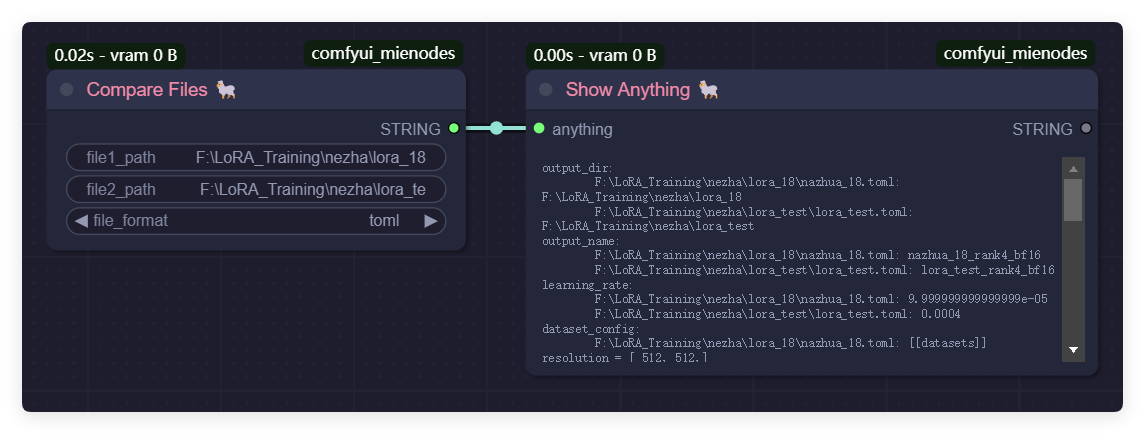 0.02s - vram 0 B
comfyui_mienodes
Compare Files
STRING
file1_path F:\LoRA_Training\nezha\lora_18
file2_path F:\LoRA_Training\nezha\lora_te
file_format toml
0.00s - vram 0 B
comfyui_mienodes
Show Anything
anything STRING
output_dir:
F:\LoRA_Training\nezha\lora_18\nazhua_18.toml:
F:\LoRA_Training\nezha\lora_18
F:\LoRA_Training\nezha\lora_test\lora_test.toml:
F:\LoRA_Training\nezha\lora_test
output_name:
F:\LoRA_Training\nezha\lora_18\nazhua_18.toml: nazhua_18_rank4_bf16
F:\LoRA_Training\nezha\lora_test\lora_test.toml: lora_test_rank4_bf16
learning_rate:
F:\LoRA_Training\nezha\lora_18\nazhua_18.toml: 9.999999999999999e-05
F:\LoRA_Training\nezha\lora_test\lora_test.toml: 0.0004
dataset_config:
F:\LoRA_Training\nezha\lora_18\nazhua_18.toml: [[datasets]]
resolution = [ 512, 512,]